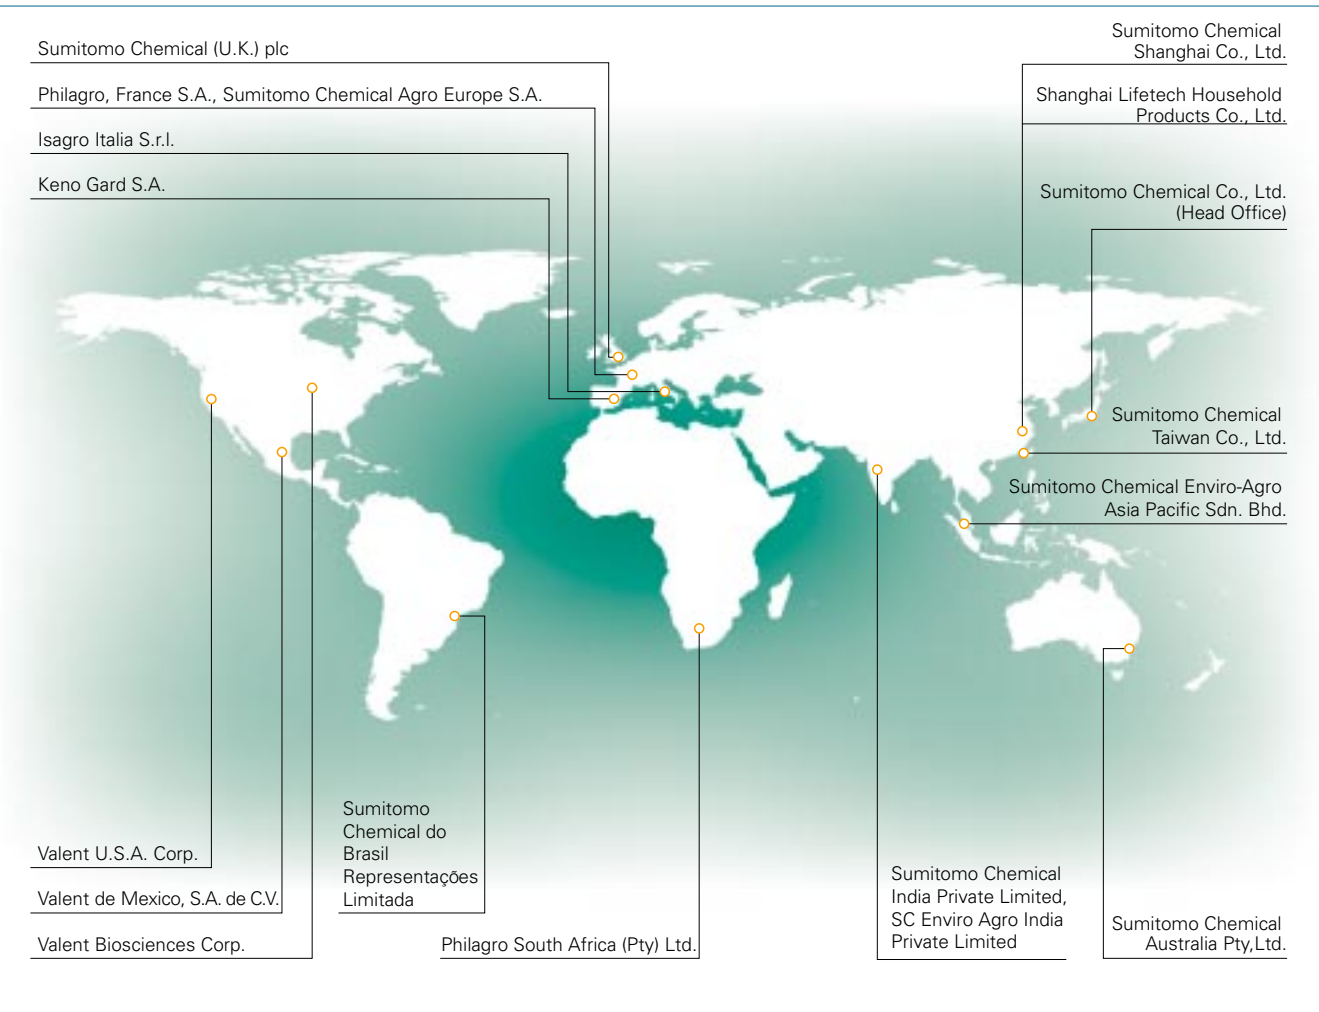 Sumitomo Chemical (U.K.) plc
Philagro, France S.A., Sumitomo Chemical Agro Europe S.A.
Isagro Italia S.r.l.
Keno Gard S.A.
Sumitomo Chemical
Shanghai Co., Ltd.
Shanghai Lifetech Household
Products Co., Ltd.
Sumitomo Chemical Co., Ltd.
(Head Office)
Sumitomo Chemical
Taiwan Co., Ltd.
Sumitomo Chemical Enviro-Agro
Asia Pacific Sdn. Bhd.
Valent U.S.A. Corp.
Valent de Mexico, S.A. de C.V.
Valent Biosciences Corp.
Sumitomo
Chemical do
Brasil
Representações
Limitada
Philagro South Africa (Pty) Ltd.
Sumitomo Chemical
India Private Limited,
SC Enviro Agro India
Private Limited
Sumitomo Chemical
Australia Pty,Ltd.